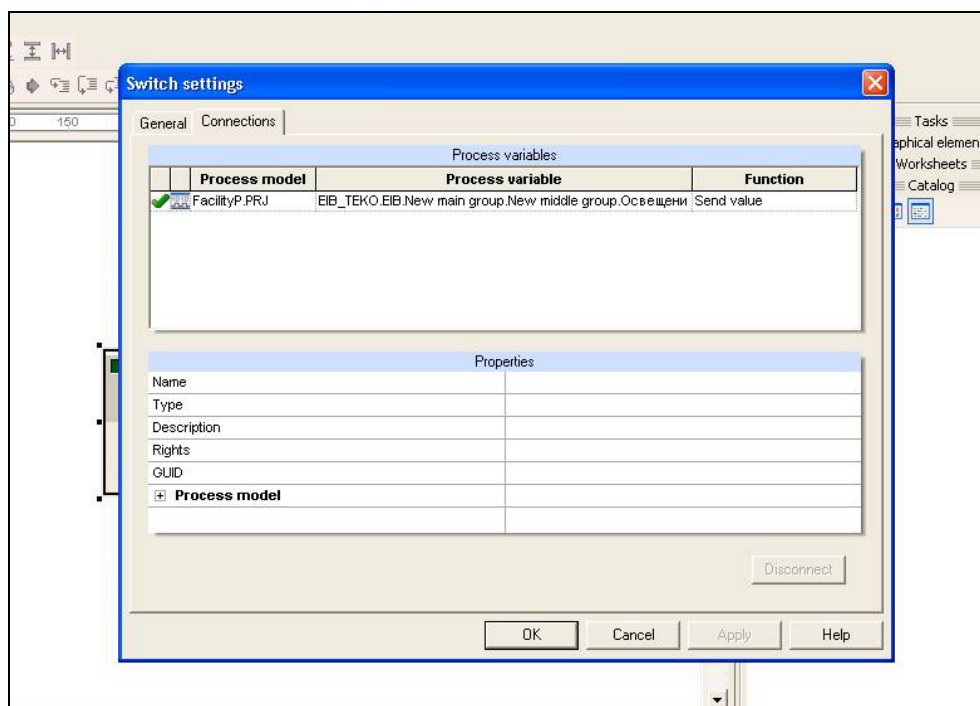 150
Switch settings
General Connections
Tasks
aphical elemen
Worksheets
Catalog
Process variables
Process model Process variable Function
FacilityP.PRJ EIB_TEKO.EIB.New main group.New middle group.Освещени Send value
Properties
Name
Type
Description
Rights
GUID
Process model
Disconnect
OK Cancel Apply Help